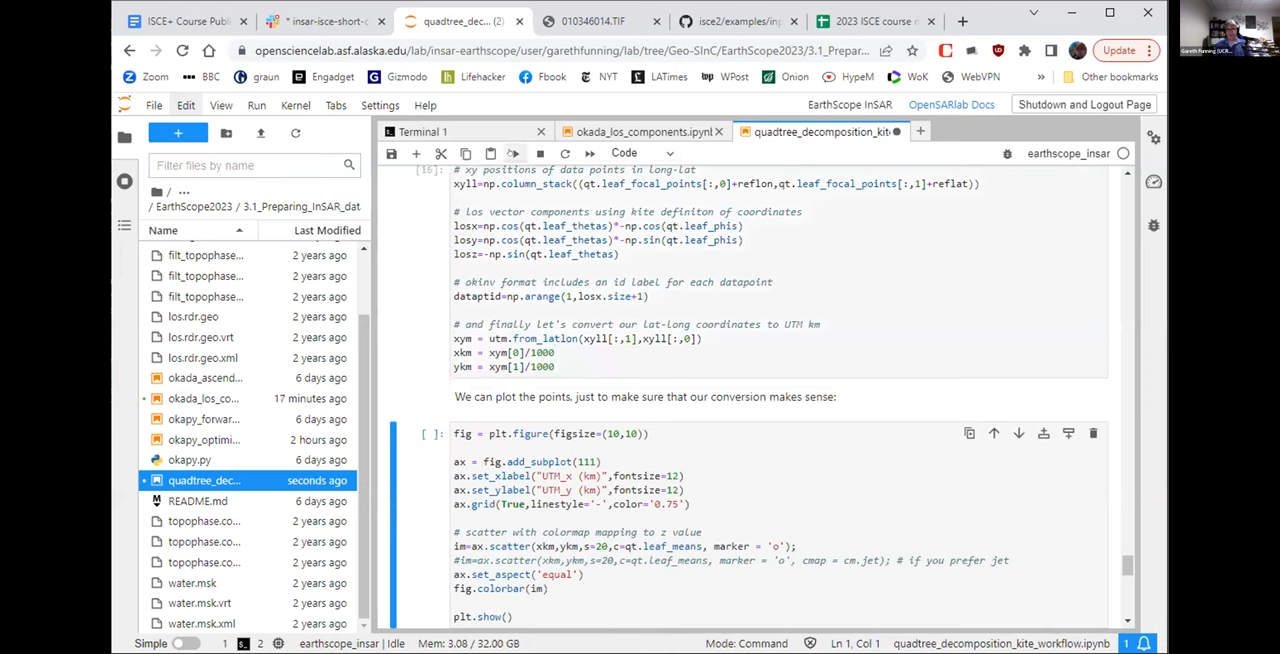 ISCE+ Course Publ
* insar-isce-short-c
quadtree_dec... (2)
010346014.TIF
isce2/examples/inp
2023 ISCE course m
opensciencelab.asf.alaska.edu/lab/insar-earthscope/user/garethfunning/lab/tree/Geo-SInC/EarthScope2023/3.1_Prepar...
Update
Zoom
BBC
graun
Engadget
Gizmodo
Lifehacker
Fbook
NYT
LATimes
WPost
Onion
HypeM
WoK
WebVPN
»
Other bookmarks
Gareth Funning (UCR...
File Edit View Run Kernel Tabs Settings Help
EarthScope InSAR
OpenSARlab Docs
Shutdown and Logout Page
Filter files by name
/ ···
/ EarthScope2023 / 3.1_Preparing_InSAR_dat
Name
Last Modified
filt_topophase... 2 years ago
filt_topophase... 2 years ago
filt_topophase... 2 years ago
los.rdr.geo 2 years ago
los.rdr.geo.vrt 2 years ago
los.rdr.geo.xml 2 years ago
okada_ascend... 6 days ago
okada_los_co... 17 minutes ago
okapy_forwar... 6 days ago
okapy_optimi... 2 hours ago
okapy.py 6 days ago
quadtree_dec... seconds ago
README.md 6 days ago
topophase.co... 2 years ago
topophase.co... 2 years ago
topophase.co... 2 years ago
water.msk 2 years ago
water.msk.vrt 2 years ago
water.msk.xml 2 years ago
Terminal 1
okada_los_components.ipynb
quadtree_decomposition_kite
Code
earthscope_insar
[16]:
# xy positions of data points in long-lat
xyll=np.column_stack((qt.leaf_focal_points[:,0]+reflon,qt.leaf_focal_points[:,1]+reflat))
# los vector components using kite definiton of coordinates
losx=np.cos(qt.leaf_thetas)*-np.cos(qt.leaf_phis)
losy=np.cos(qt.leaf_thetas)*-np.sin(qt.leaf_phis)
losz=-np.sin(qt.leaf_thetas)
# okinv format includes an id label for each datapoint
dataptid=np.arange(1,losx.size+1)
# and finally let's convert our lat-long coordinates to UTM km
xym = utm.from_latlon(xyll[:,1],xyll[:,0])
xkm = xym[0]/1000
ykm = xym[1]/1000
We can plot the points, just to make sure that our conversion makes sense:
[ ]:
fig = plt.figure(figsize=(10,10))
ax = fig.add_subplot(111)
ax.set_xlabel("UTM_x (km)",fontsize=12)
ax.set_ylabel("UTM_y (km)",fontsize=12)
ax.grid(True,linestyle='-',color='0.75')
# scatter with colormap mapping to z value
im=ax.scatter(xkm,ykm,s=20,c=qt.leaf_means, marker = 'o');
#im=ax.scatter(xkm,ykm,s=20,c=qt.leaf_means, marker = 'o', cmap = cm.jet); # if you prefer jet
ax.set_aspect('equal')
fig.colorbar(im)
plt.show()
Simple
1
2
earthscope_insar | Idle
Mem: 3.08 / 32.00 GB
Mode: Command
Ln 1, Col 1
quadtree_decomposition_kite_workflow.ipynb
1